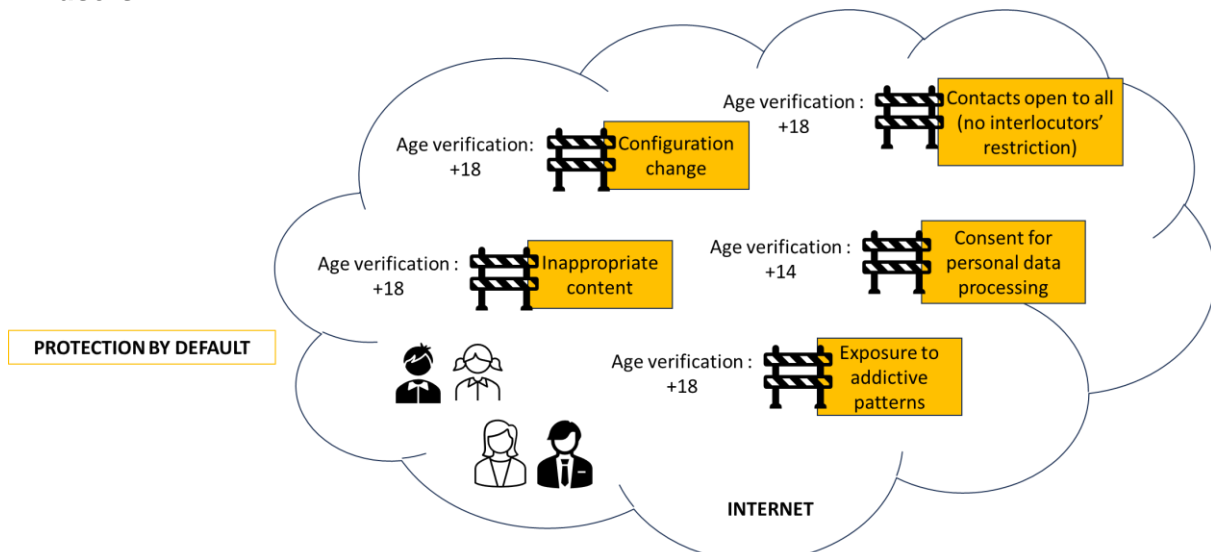 Age verification :
+18
Contacts open to all
(no interlocutors'
restriction)
Age verification:
+18
Configuration
change
Age verification :
+18
Inappropriate
content
Age verification :
+14
Consent for
personal data
processing
PROTECTION BY DEFAULT
Age verification :
+18
Exposure to
addictive
patterns
INTERNET